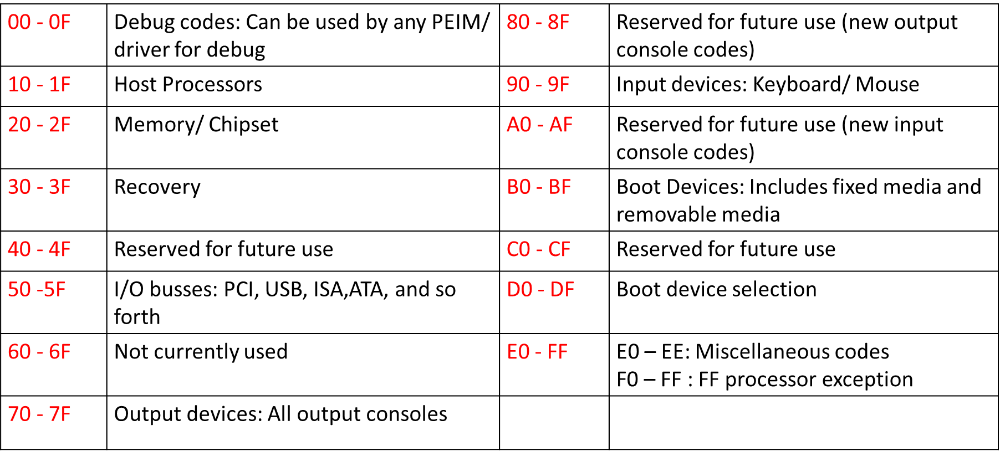 00 - 0F
Debug codes: Can be used by any PEIM/
driver for debug
80 - 8F
Reserved for future use (new output
console codes)
10 - 1F
Host Processors
90 - 9F
Input devices: Keyboard/ Mouse
20 - 2F
Memory/ Chipset
A0 - AF
Reserved for future use (new input
console codes)
30 - 3F
Recovery
B0 - BF
Boot Devices: Includes fixed media and
removable media
40 - 4F
Reserved for future use
C0 - CF
Reserved for future use
50 -5F
I/O busses: PCI, USB, ISA,ATA, and so
forth
D0 - DF
Boot device selection
60 - 6F
Not currently used
E0 - FF
E0 – EE: Miscellaneous codes
F0 – FF : FF processor exception
70 - 7F
Output devices: All output consoles